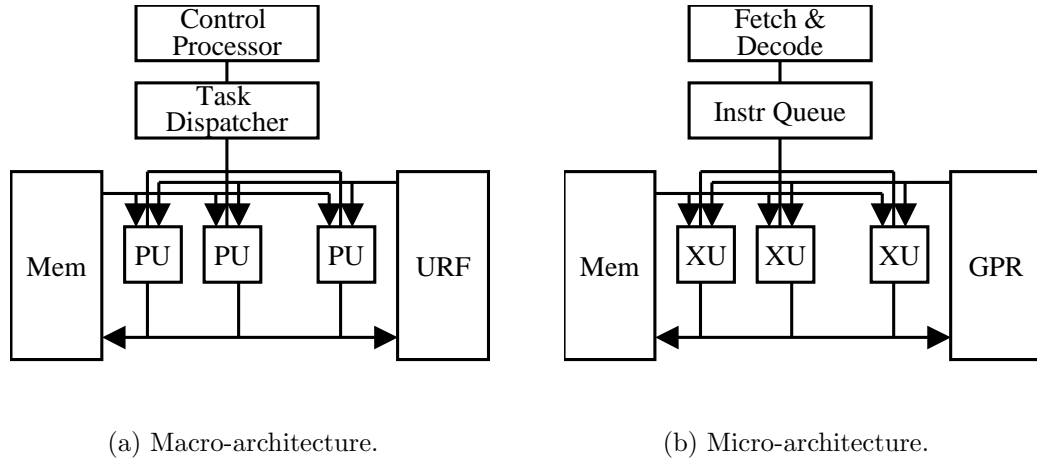 Control
Processor
Task
Dispatcher
Mem
PU
PU
PU
URF
(a) Macro-architecture.
Fetch &
Decode
Instr Queue
Mem
XU
XU
XU
GPR
(b) Micro-architecture.